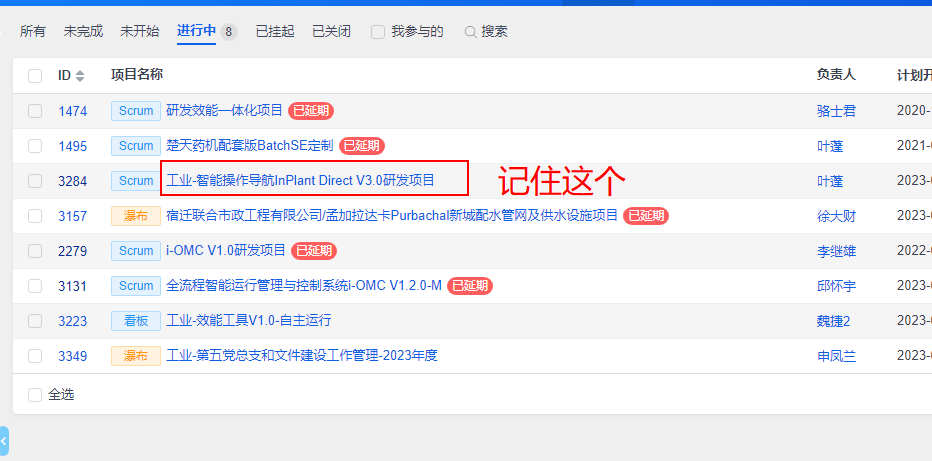 所有 未完成 未开始 进行中 8 已挂起 已关闭 我参与的 搜索
ID 项目名称 负责人 计划开
1474 Scrum 研发效能一体化项目 已延期 骆士君 2020-
1495 Scrum 楚天药机配套版BatchSE定制 已延期 叶蓬 2021-
3284 Scrum 工业-智能操作导航InPlant Direct V3.0研发项目 记住这个 叶蓬 2023-
3157 瀑布 宿迁联合市政工程有限公司/孟加拉达卡Purbachal新城配水管网及供水设施项目 已延期 徐大财 2023-
2279 Scrum i-OMC V1.0研发项目 已延期 李继雄 2022-
3131 Scrum 全流程智能运行管理与控制系统i-OMC V1.2.0-M 已延期 邱怀宇 2023-
3223 看板 工业-效能工具V1.0-自主运行 魏捷2 2023-
3349 瀑布 工业-第五党总支和文件建设工作管理-2023年度 申凤兰 2023-
全选